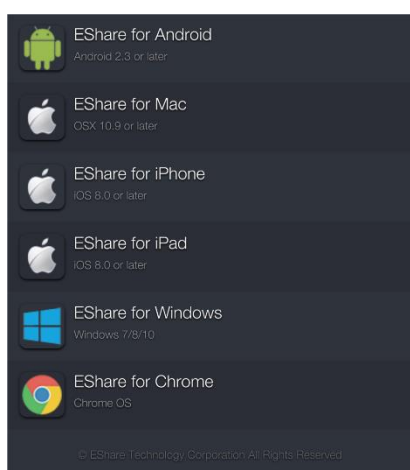 EShare for Android
Android 2.3 or later
EShare for Mac
OSX 10.9 or later
EShare for iPhone
iOS 8.0 or later
EShare for iPad
iOS 8.0 or later
EShare for Windows
Windows 7/8/10
EShare for Chrome
Chrome OS
© EShare Technology Corporation All Rights Reserved